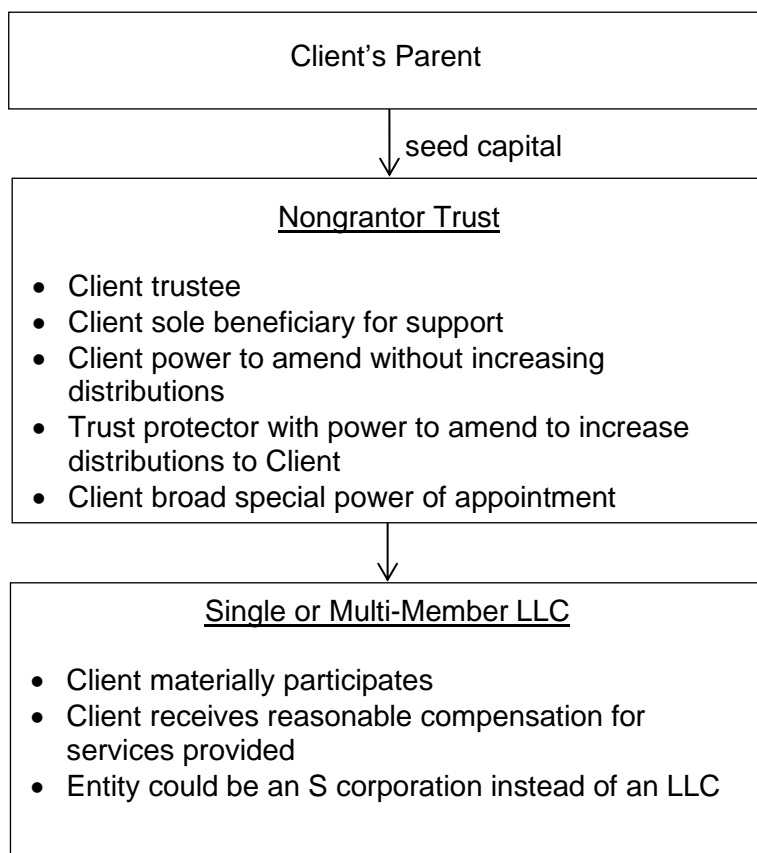 Client’s Parent
seed capital
Nongrantor Trust
• Client trustee
• Client sole beneficiary for support
• Client power to amend without increasing
distributions
• Trust protector with power to amend to increase
distributions to Client
• Client broad special power of appointment
Single or Multi-Member LLC
• Client materially participates
• Client receives reasonable compensation for
services provided
• Entity could be an S corporation instead of an LLC